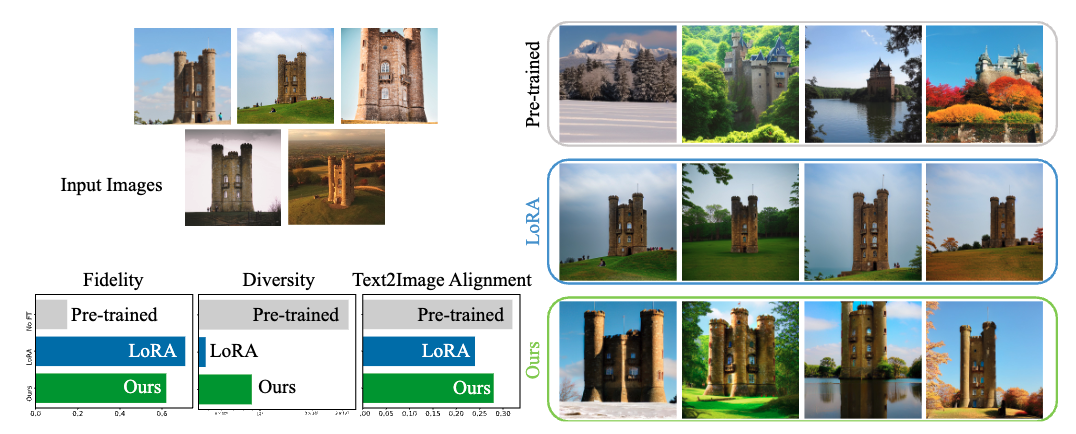 Input Images
Fidelity
No FT
Pre-trained
LoRA
LoRA
Ours
Ours
0.0 0.2 0.4 0.6
Diversity
Pre-trained
LoRA
Ours
Text2Image Alignment
Pre-trained
LoRA
Ours
0.00 0.05 0.10 0.15 0.20 0.25 0.30
Pre-trained
LoRA
Ours